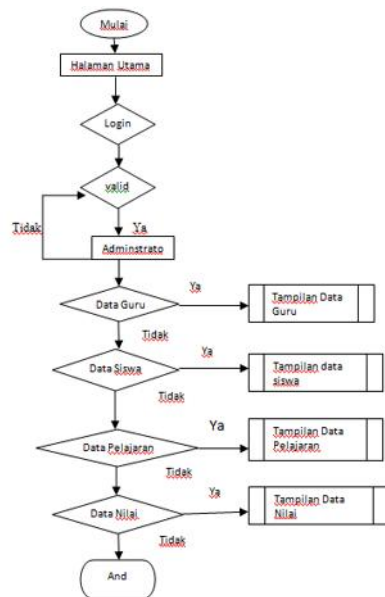 Mulai
Halaman Utama
Login
valid
Tidak
Ya
Adminstrato
Data Guru
Ya
Tampilan Data
Guru
Tidak
Data Siswa
Ya
Tampilan data
siswa
Tidak
Data Pelajaran
Ya
Tampilan Data
Pelajaran
Tidak
Data Nilai
Ya
Tampilan Data
Nilai
Tidak
And